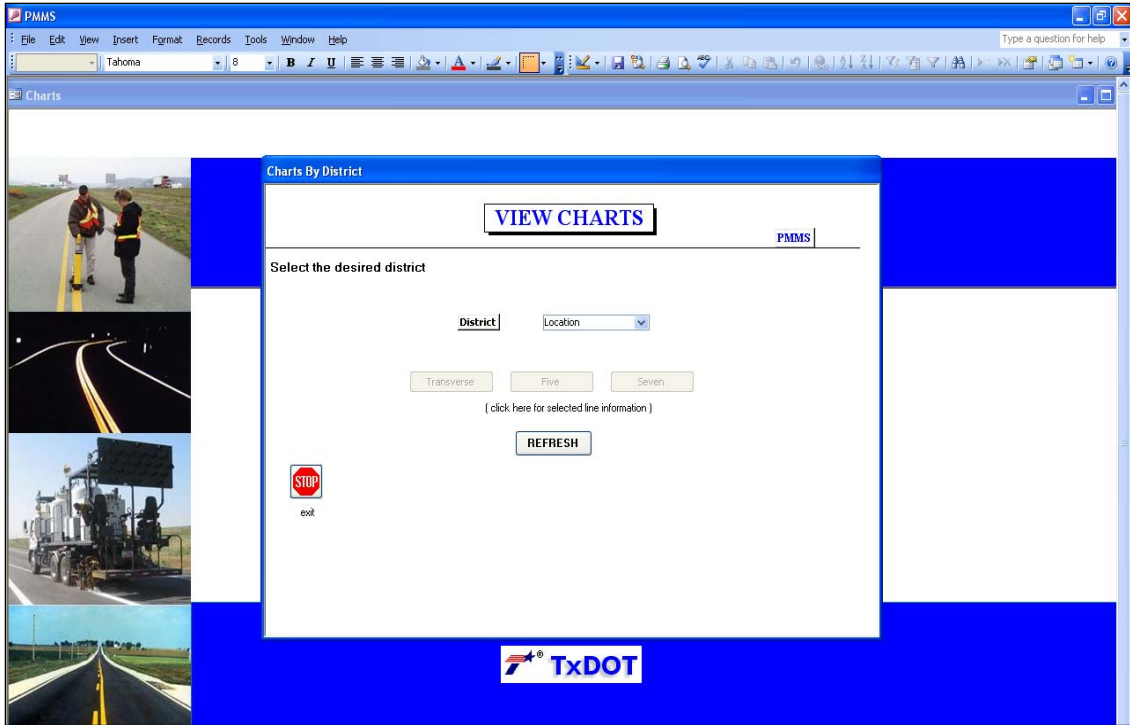 PMMS
File Edit View Insert Format Records Tools Window Help
Type a question for help
Tahoma 8 B I U
Charts
Charts By District
VIEW CHARTS
PMMS
Select the desired district
District Location
Transverse Five Seven
( click here for selected line information )
REFRESH
STOP
exit
® TxDOT